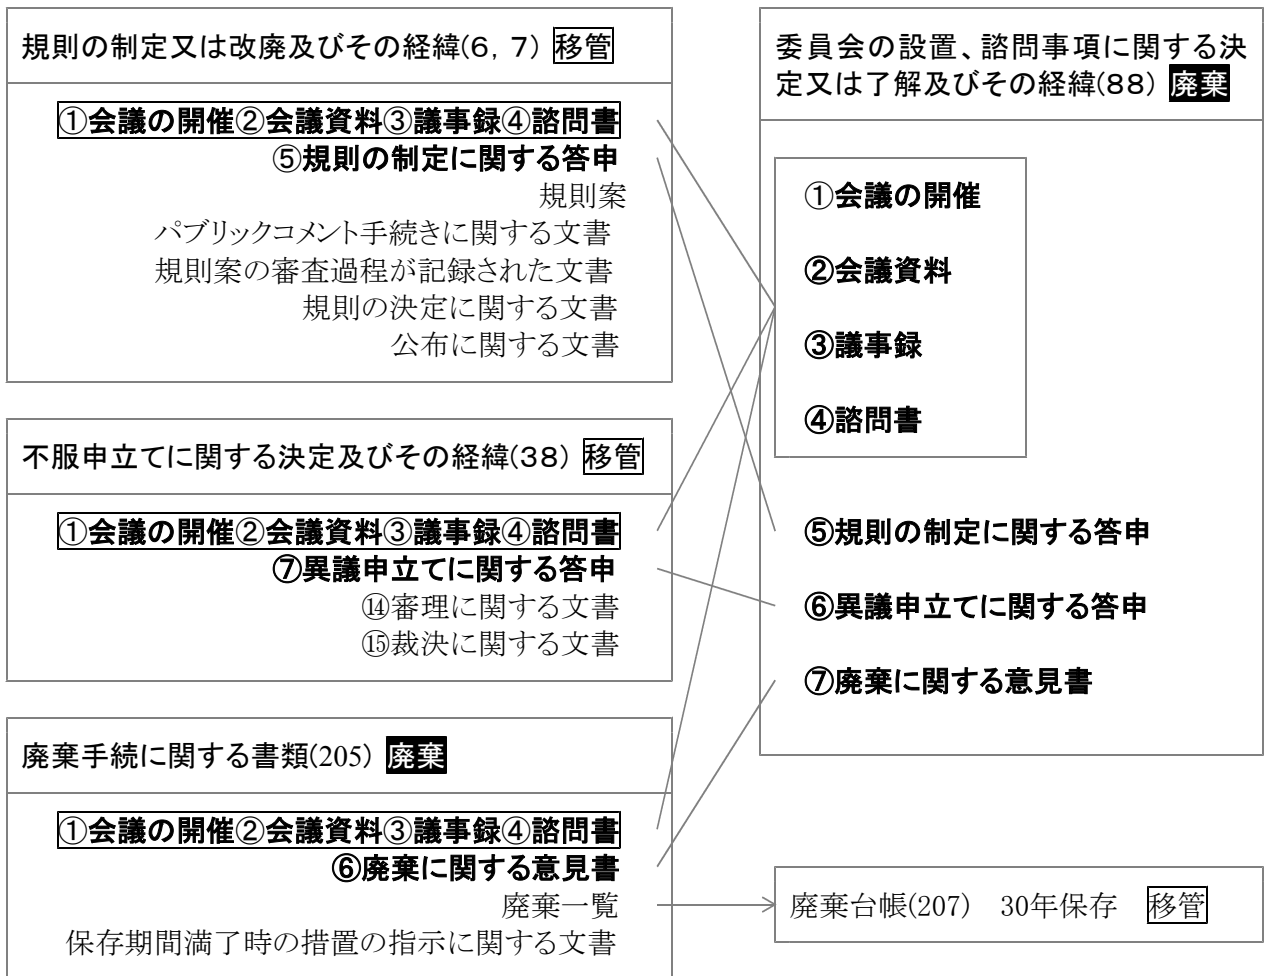 規則の制定又は改廃及びその経緯(6，7) 移管
①会議の開催②会議資料③議事録④諮問書
⑤規則の制定に関する答申
規則案
パブリックコメント手続きに関する文書
規則案の審査過程が記録された文書
規則の決定に関する文書
公布に関する文書
不服申立てに関する決定及びその経緯(38) 移管
①会議の開催②会議資料③議事録④諮問書
⑦異議申立てに関する答申
⑭審理に関する文書
⑮裁決に関する文書
廃棄手続に関する書類(205) 廃棄
①会議の開催②会議資料③議事録④諮問書
⑥廃棄に関する意見書
廃棄一覧
保存期間満了時の措置の指示に関する文書
委員会の設置、諮問事項に関する決
定又は了解及びその経緯(88) 廃棄
①会議の開催
②会議資料
③議事録
④諮問書
⑤規則の制定に関する答申
⑥異議申立てに関する答申
⑦廃棄に関する意見書
廃棄台帳(207) 30年保存 移管